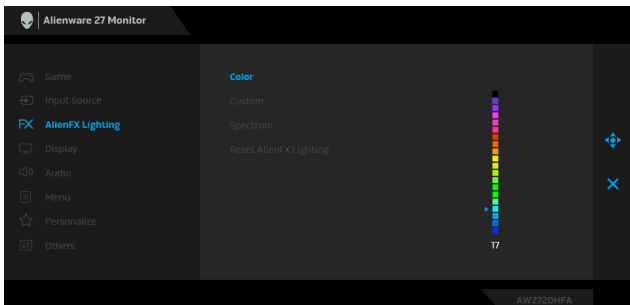 Alienware 27 Monitor
Game
Color
Input Source
Custom
FX AlienFX Lighting
Spectrum
Display
Reset AlienFX Lighting
Audio
Menu
Personalize
Others
17
AW2720HFA